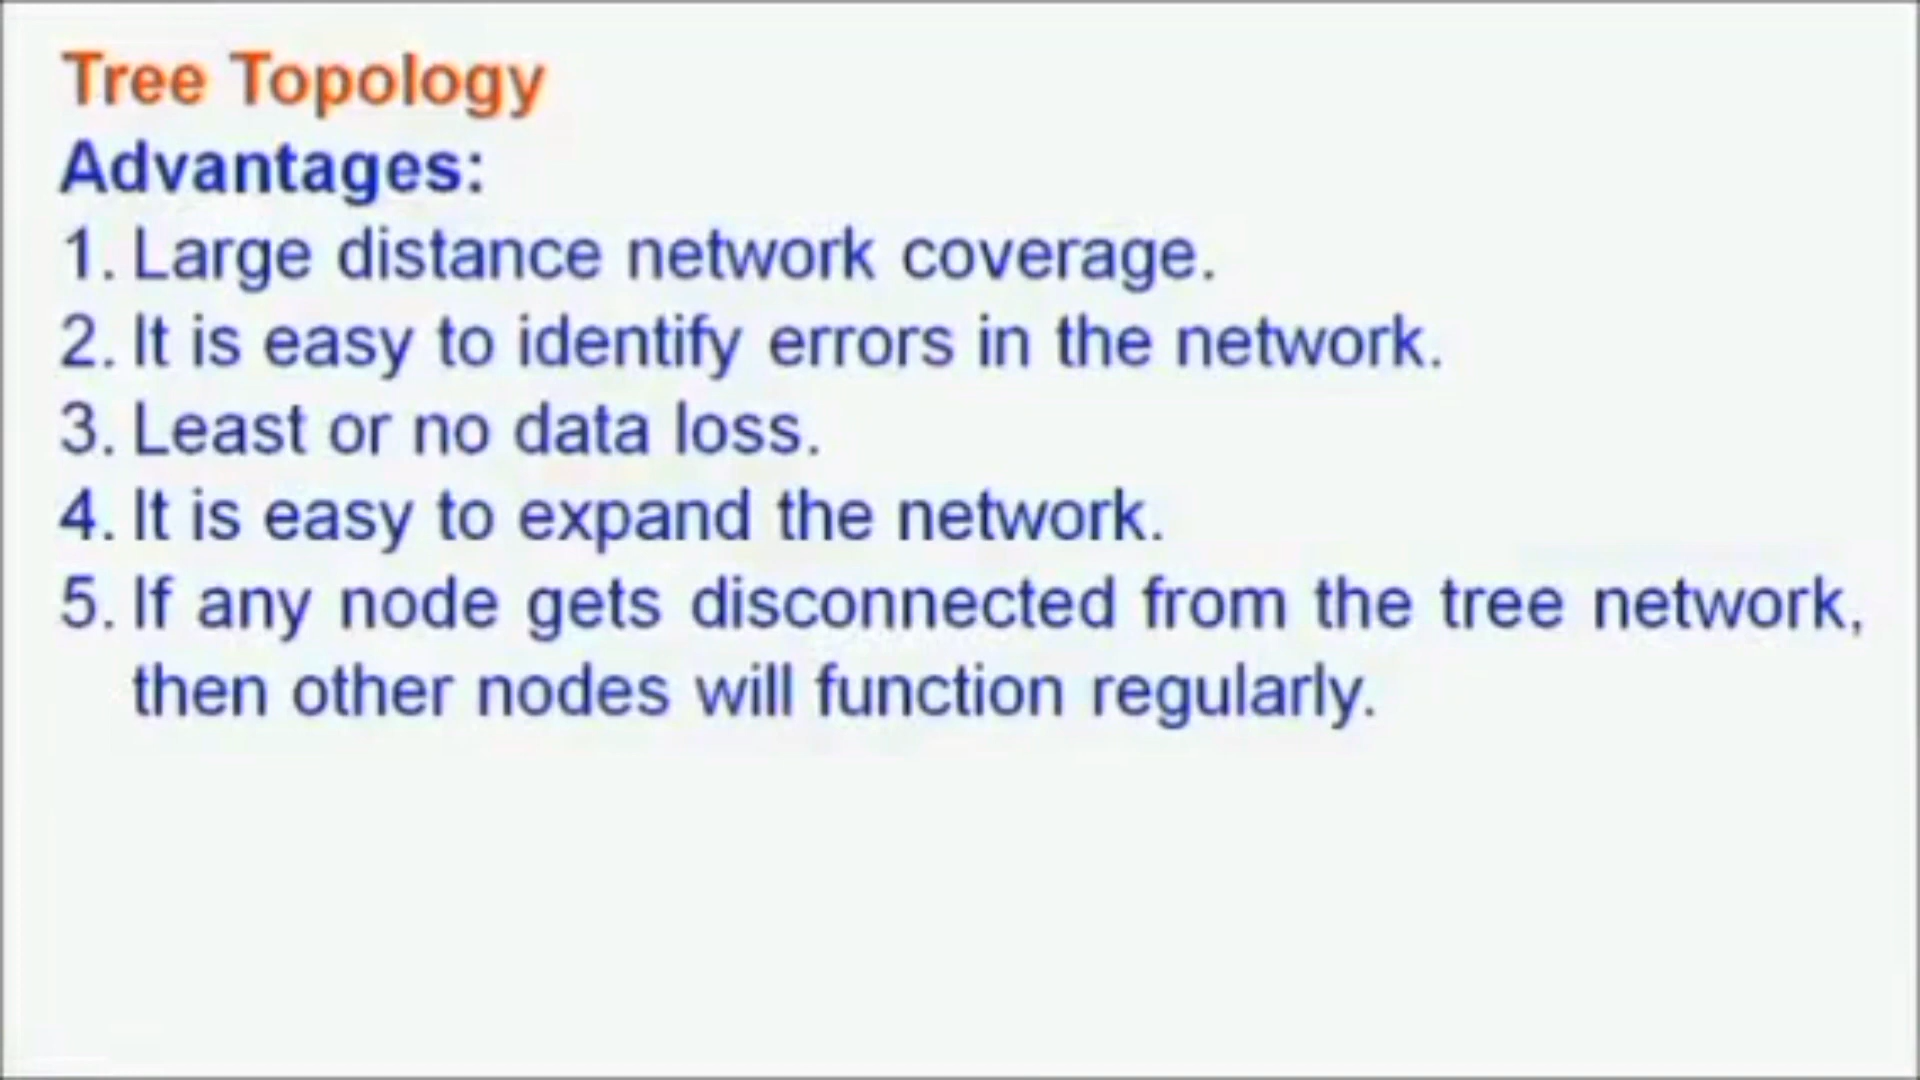 Tree Topology
Advantages:
1. Large distance network coverage.
2. It is easy to identify errors in the network.
3. Least or no data loss.
4. It is easy to expand the network.
5. If any node gets disconnected from the tree network,
then other nodes will function regularly.